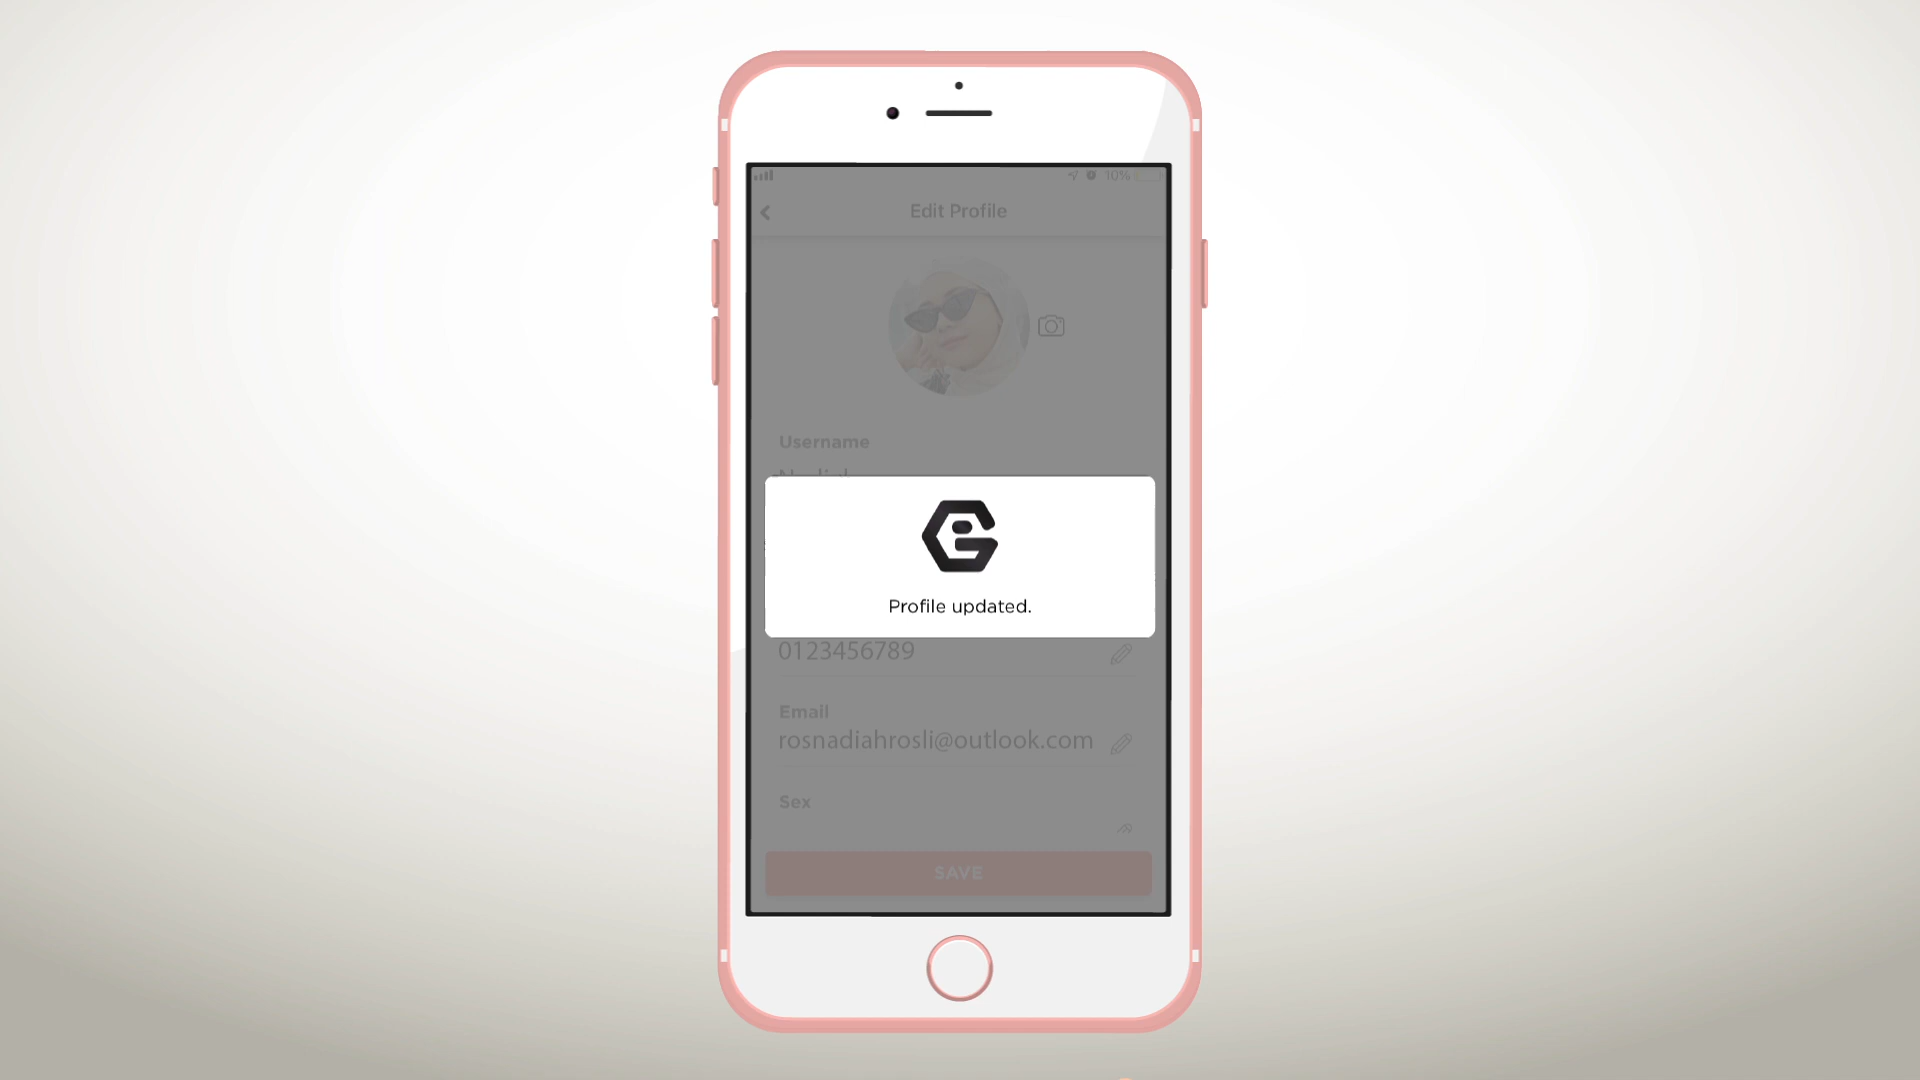 10%
Edit Profile
Username
Profile updated.
0123456789
Email
rosnadiahrosli@outlook.com
Sex
SAVE